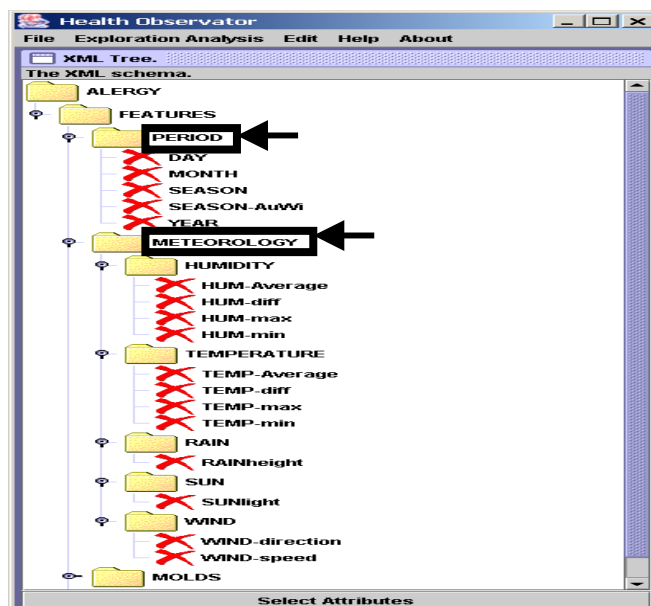 Health Observator
File Exploration Analysis Edit Help About
XML Tree.
The XML schema.
ALERGY
FEATURES
PERIOD
DAY
MONTH
SEASON
SEASON-AuWi
YEAR
METEOROLOGY
HUMIDITY
HUM-Average
HUM-diff
HUM-max
HUM-min
TEMPERATURE
TEMP-Average
TEMP-diff
TEMP-max
TEMP-min
RAIN
RAINheight
SUN
SUNlight
WIND
WIND-direction
WIND-speed
MOLDS
Select Attributes